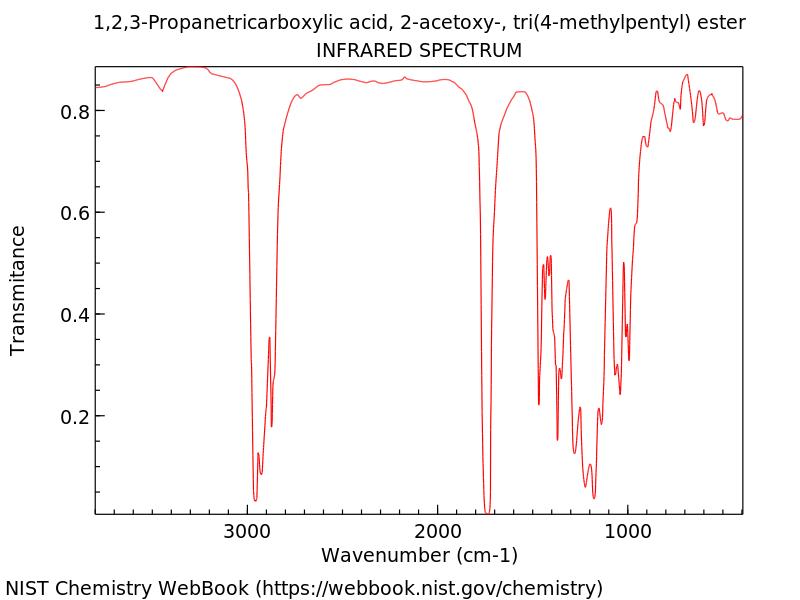 1,2,3-Propanetricarboxylic acid, 2-acetoxy-, tri(4-methylpentyl) ester
INFRARED SPECTRUM
0.8
0.6
0.4
0.2
Transmitance
3000 2000 1000
Wavenumber (cm-1)
NIST Chemistry WebBook (https://webbook.nist.gov/chemistry)